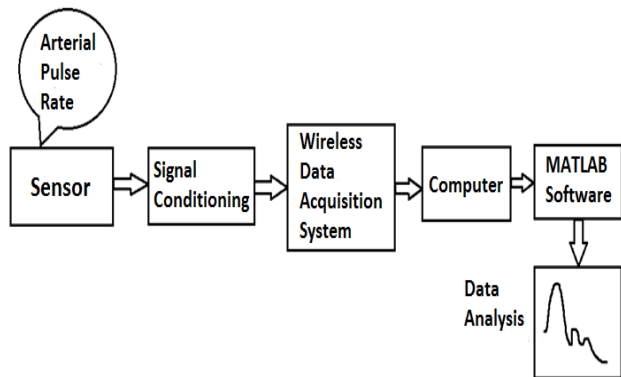 Arterial
Pulse
Rate
Sensor
Signal
Conditioning
Wireless
Data
Acquisition
System
Computer
MATLAB
Software
Data
Analysis